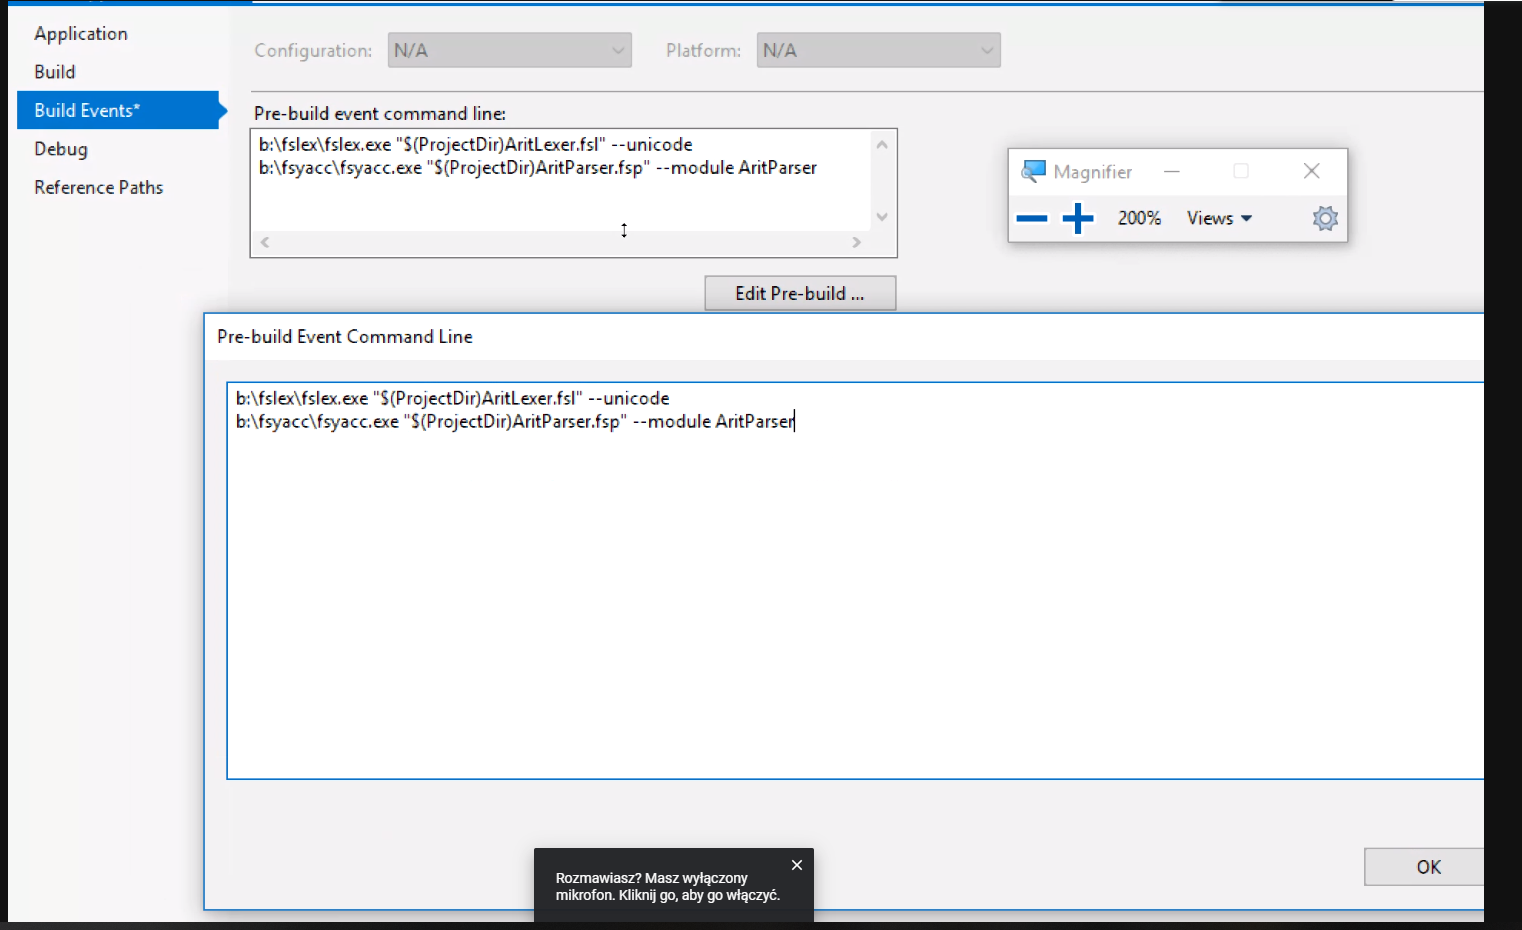 Application
Build
Build Events*
Debug
Reference Paths
Configuration: N/A Platform: N/A
Pre-build event command line:
b:\fslex\fslex.exe "$(ProjectDir)AritLexer.fsl" --unicode
b:\fsyacc\fsyacc.exe "$(ProjectDir)AritParser.fsp" --module AritParser
Magnifier
200% Views
Edit Pre-build ...
Pre-build Event Command Line
b:\fslex\fslex.exe "$(ProjectDir)AritLexer.fsl" --unicode
b:\fsyacc\fsyacc.exe "$(ProjectDir)AritParser.fsp" --module AritParser
OK
Rozmawiasz? Masz wyłączony
mikrofon. Kliknij go, aby go włączyć.